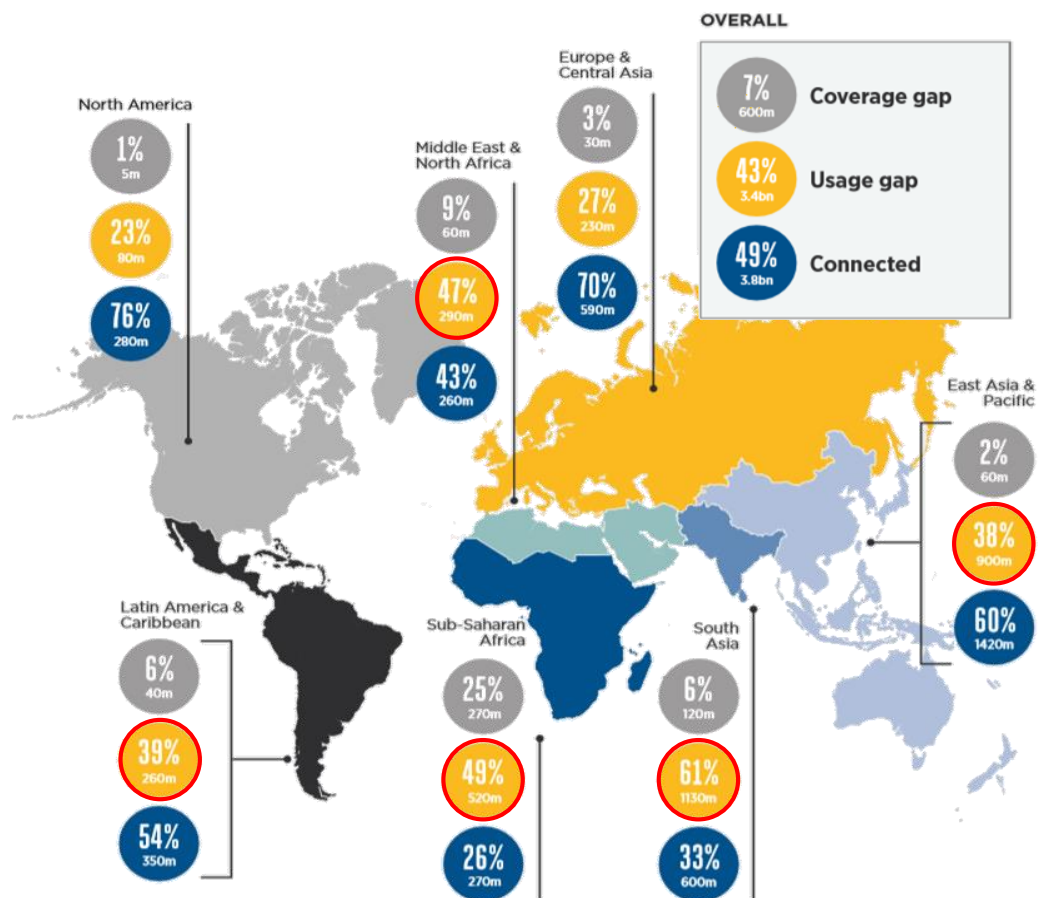 OVERALL
7%
600m
Coverage gap
43%
3.4bn
Usage gap
49%
3.8bn
Connected
North America
1%
5m
23%
80m
76%
280m
Middle East &
North Africa
9%
60m
47%
290m
43%
260m
Europe &
Central Asia
3%
30m
27%
230m
70%
590m
East Asia &
Pacific
2%
60m
38%
900m
60%
1420m
Latin America &
Caribbean
6%
40m
39%
260m
54%
350m
Sub-Saharan
Africa
25%
270m
49%
520m
26%
270m
South
Asia
6%
120m
61%
1130m
33%
600m